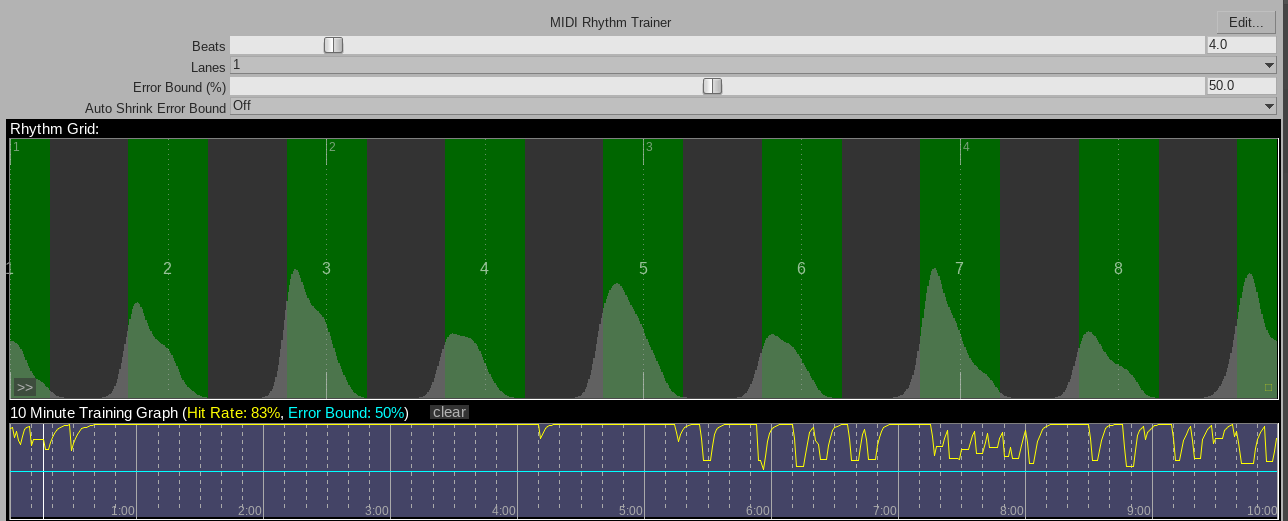 MIDI Rhythm Trainer Edit...
Beats 4.0
Lanes 1
Error Bound (%) 50.0
Auto Shrink Error Bound Off
Rhythm Grid:
1 2 3 4
1 2 3 4 5 6 7 8
>>
10 Minute Training Graph (Hit Rate: 83%, Error Bound: 50%) clear
1:00 2:00 3:00 4:00 5:00 6:00 7:00 8:00 9:00 10:00